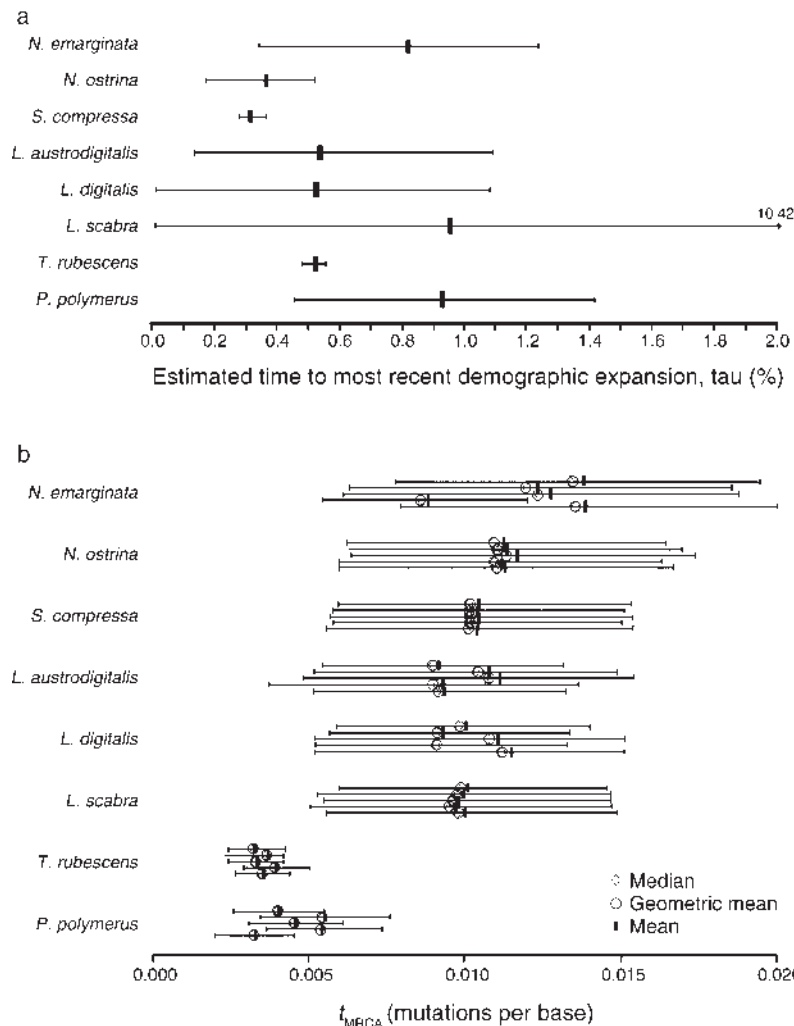 a
N. emarginata
N. ostrina
S. compressa
L. austrodigitalis
L. digitalis
L. scabra
10 42
T. rubescens
P. polymerus
0.0 0.2 0.4 0.6 0.8 1.0 1.2 1.4 1.6 1.8 2.0
Estimated time to most recent demographic expansion, tau (%)
b
N. emarginata
N. ostrina
S. compressa
L. austrodigitalis
L. digitalis
L. scabra
T. rubescens
Median
Geometric mean
P. polymerus
Mean
0.000 0.005 0.010 0.015 0.020
tMRCA (mutations per base)